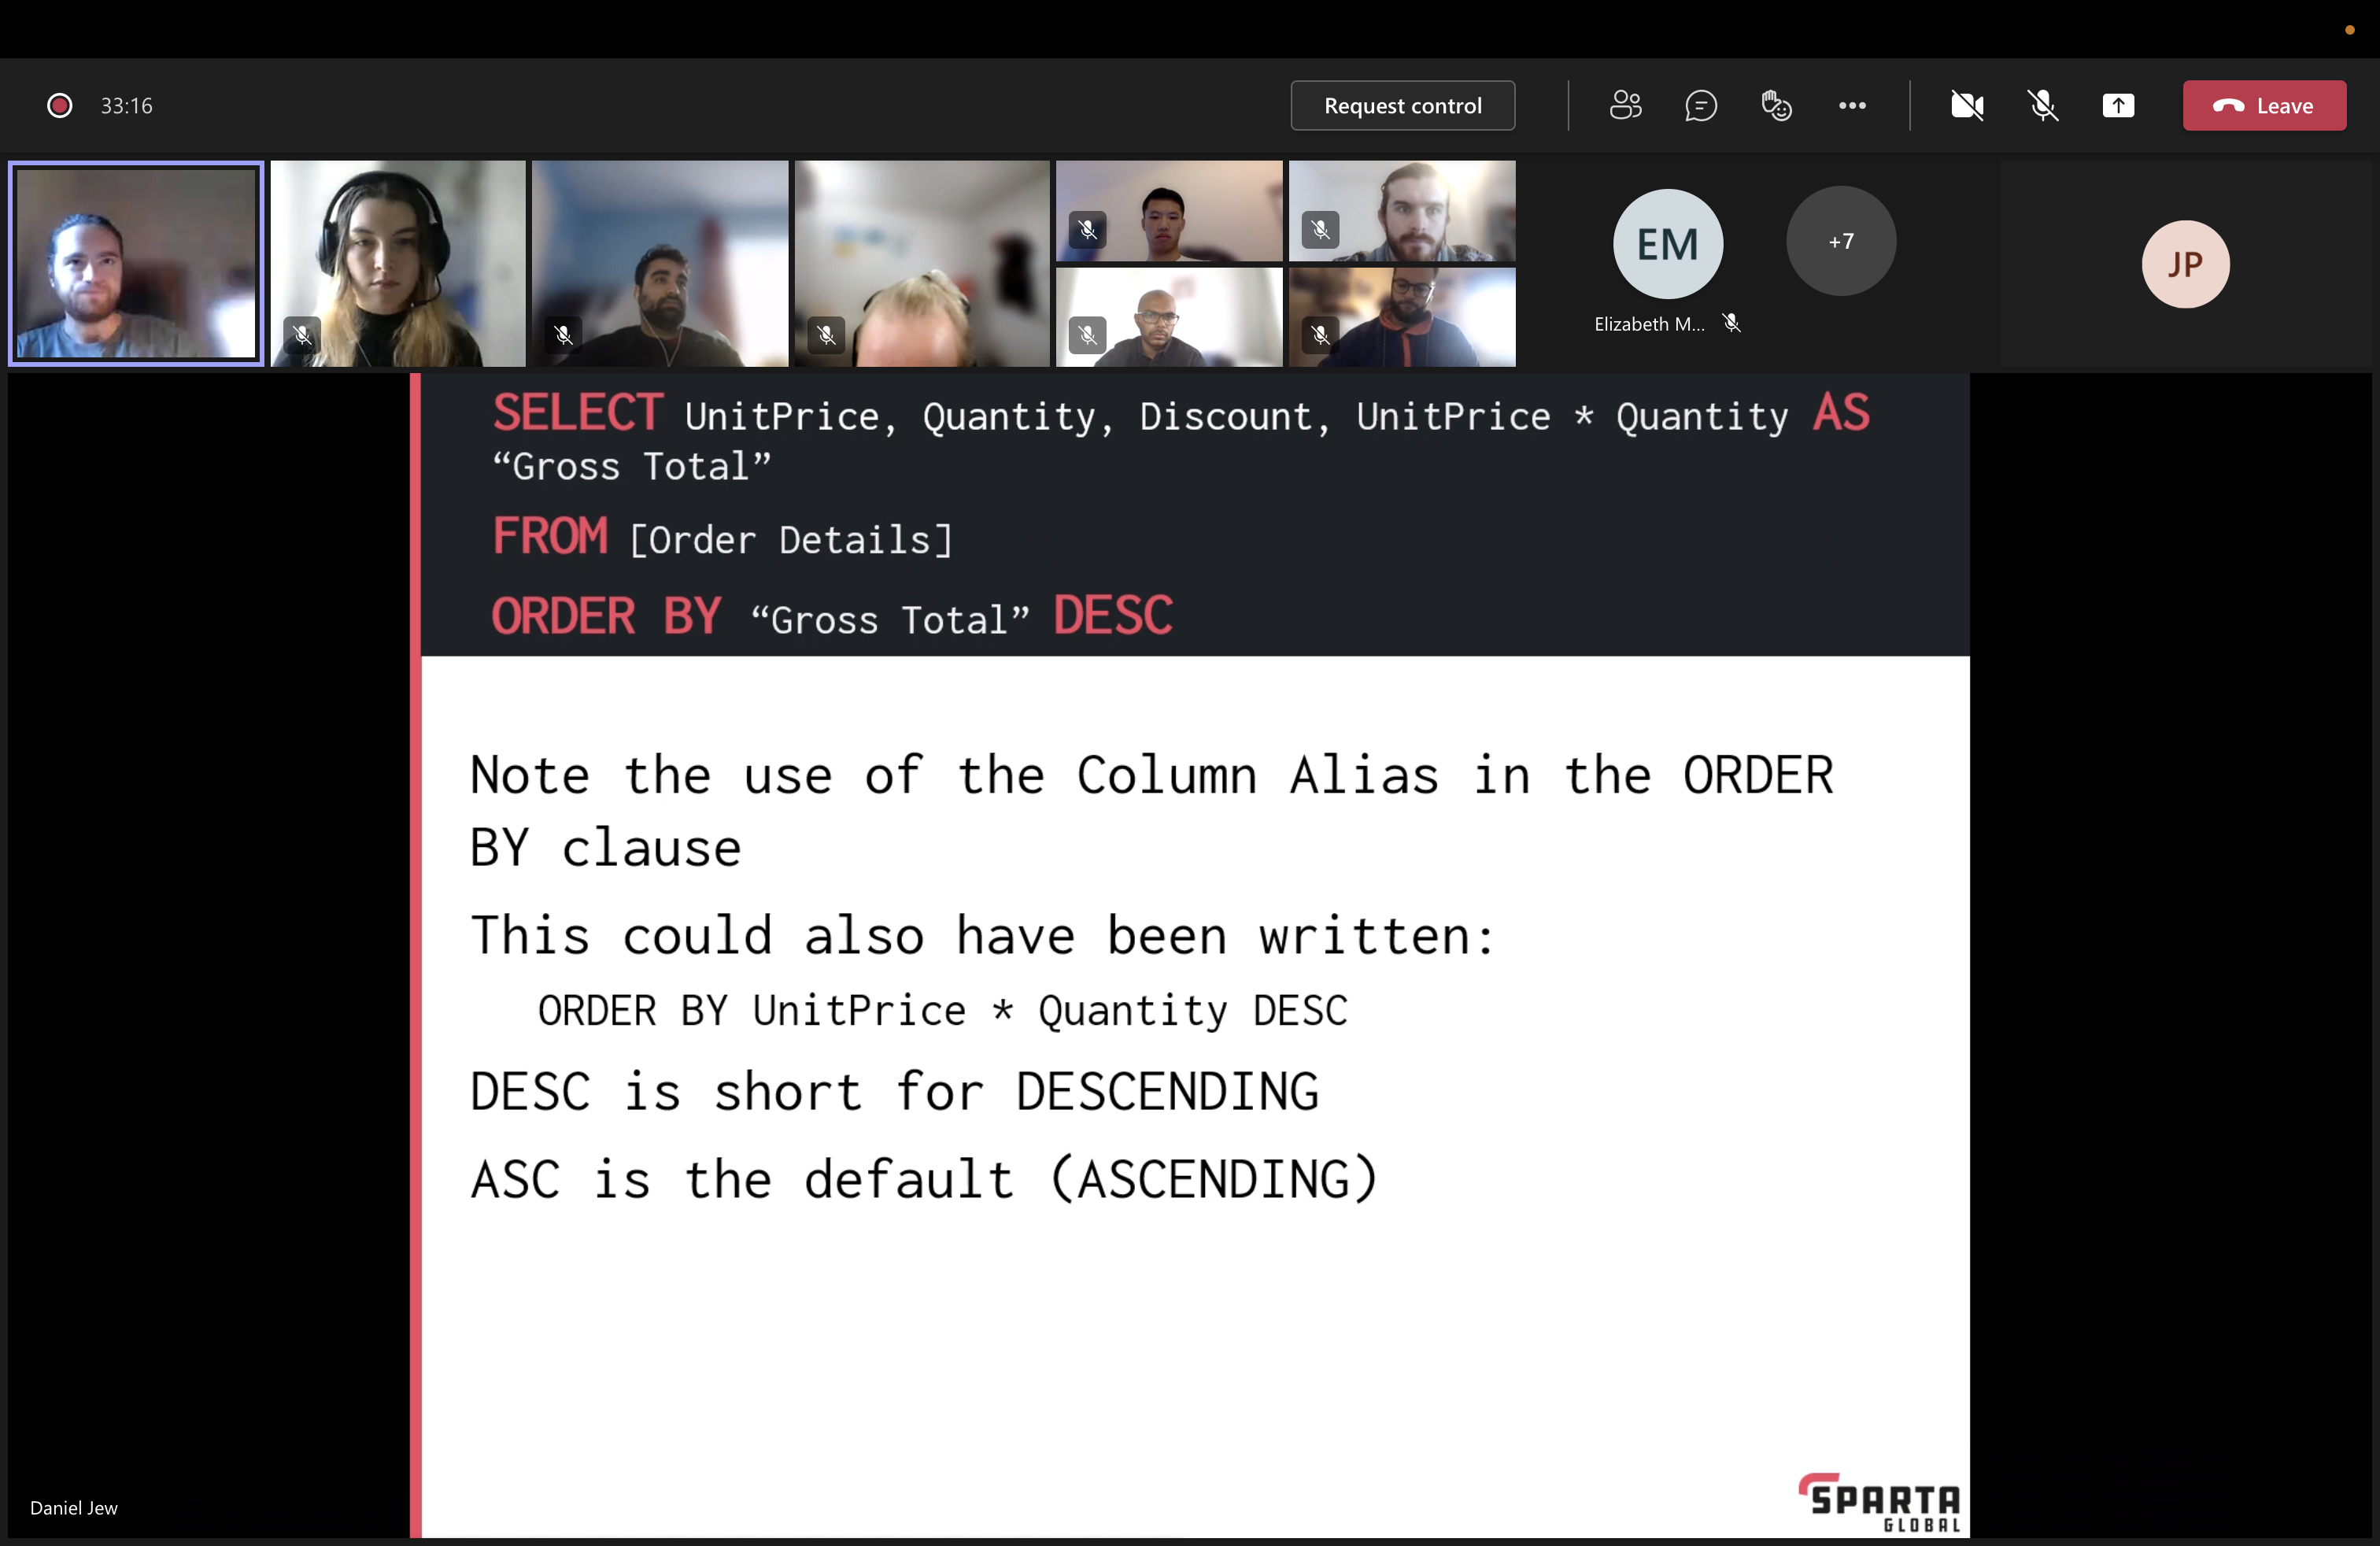 33:16
Request control
Leave
EM
+7
JP
Elizabeth M...
SELECT UnitPrice, Quantity, Discount, UnitPrice * Quantity AS
“Gross Total”
FROM [Order Details]
ORDER BY “Gross Total” DESC
Note the use of the Column Alias in the ORDER
BY clause
This could also have been written:
ORDER BY UnitPrice * Quantity DESC
DESC is short for DESCENDING
ASC is the default (ASCENDING)
Daniel Jew
SPARTA
GLOBAL